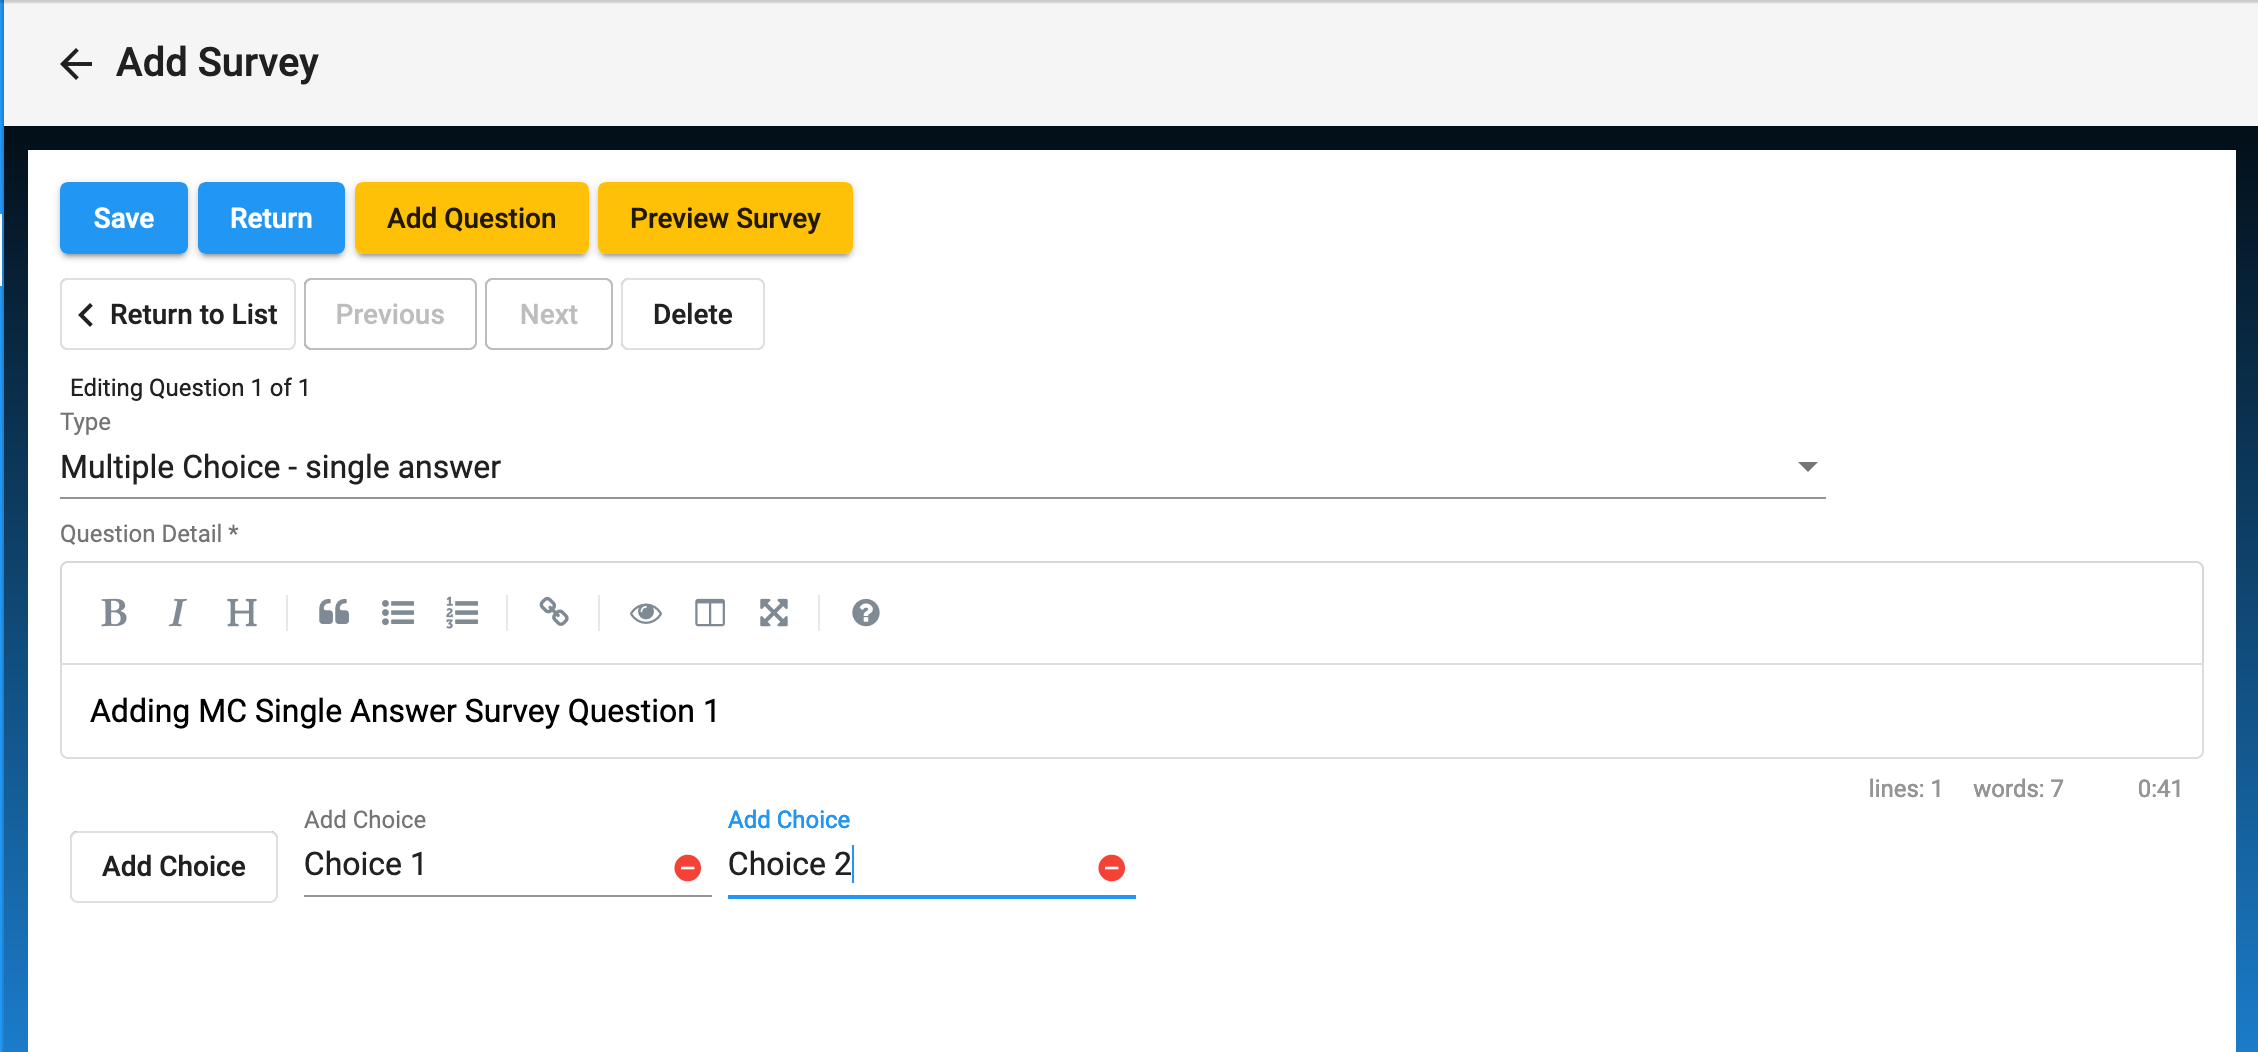 Add Survey
Save Return Add Question Preview Survey
Return to List Previous Next Delete
Editing Question 1 of 1
Type
Multiple Choice - single answer
Question Detail *
B I H
Adding MC Single Answer Survey Question 1
lines: 1 words: 7 0:41
Add Choice Add Choice
Add Choice Choice 1 Choice 2